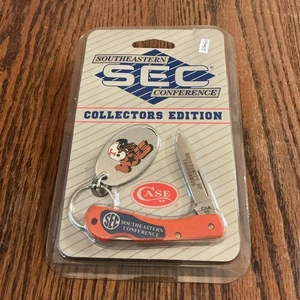 SOUTHEASTERN
SEC
CONFERENCE
COLLECTORS EDITION
CASE
XX
SEC
SOUTHEASTERN
CONFERENCE